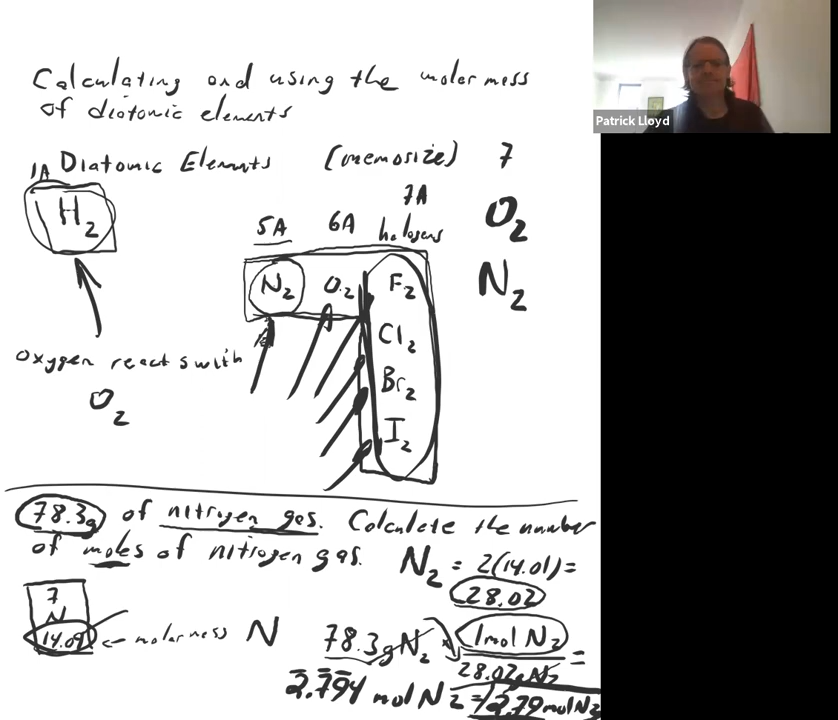 Calculating and using the molar mass
of diatomic elements
Patrick Lloyd
1A Diatomic Elements (memorize) 7
H2
5A 6A 7A halogens
O2
N2 O2 F2
N2
Cl2
Br2
I2
oxygen reacts with
O2
78.3g of nitrogen gas. Calculate the number
of moles of nitrogen gas. N2 = 2(14.01) =
28.02
7
N
14.01 ← molar mass N
78.3g N2 x 1mol N2 =
28.02g N2
2.794 mol N2 = 2.79 mol N2